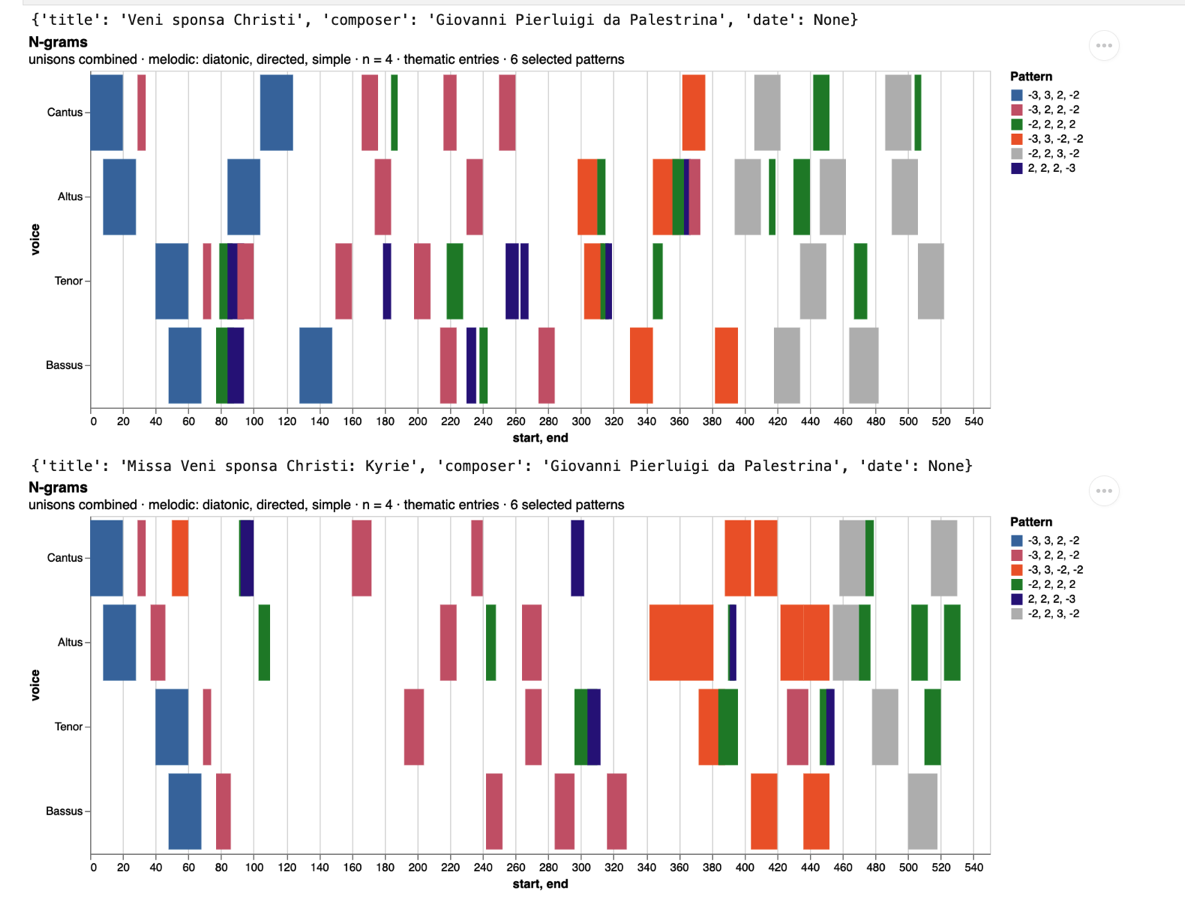 {'title': 'Veni sponsa Christi', 'composer': 'Giovanni Pierluigi da Palestrina', 'date': None}
N-grams
unisons combined · melodic: diatonic, directed, simple · n = 4 · thematic entries · 6 selected patterns
Pattern
-3, 3, 2, -2
-3, 2, 2, -2
-2, 2, 2, 2
-3, 3, -2, -2
-2, 2, 3, -2
2, 2, 2, -3
voice
Cantus
Altus
Tenor
Bassus
0 20 40 60 80 100 120 140 160 180 200 220 240 260 280 300 320 340 360 380 400 420 440 460 480 500 520 540
start, end
{'title': 'Missa Veni sponsa Christi: Kyrie', 'composer': 'Giovanni Pierluigi da Palestrina', 'date': None}
N-grams
unisons combined · melodic: diatonic, directed, simple · n = 4 · thematic entries · 6 selected patterns
Pattern
-3, 3, 2, -2
-3, 2, 2, -2
-3, 3, -2, -2
-2, 2, 2, 2
2, 2, 2, -3
-2, 2, 3, -2
voice
Cantus
Altus
Tenor
Bassus
0 20 40 60 80 100 120 140 160 180 200 220 240 260 280 300 320 340 360 380 400 420 440 460 480 500 520 540
start, end